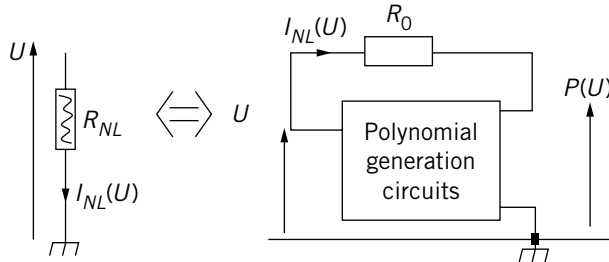 U
R_NL
I_NL(U)
U
I_NL(U)
R_0
Polynomial
generation
circuits
P(U)